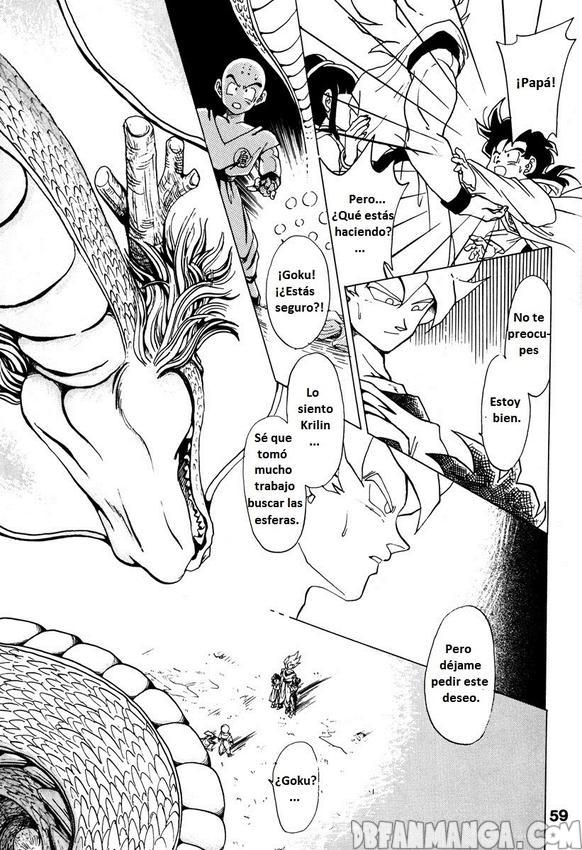 ¡Papá!
Pero...
¿Qué estás
haciendo?
...
¡Goku!
¡¿Estás
seguro?!
No te
preocu-
pes
Estoy
bien.
Lo
siento
Krilin
...
Sé que
tomó
mucho
trabajo
buscar las
esferas.
Pero
déjame
pedir este
deseo.
¿Goku?
...
59
DBFANMANGA.COM